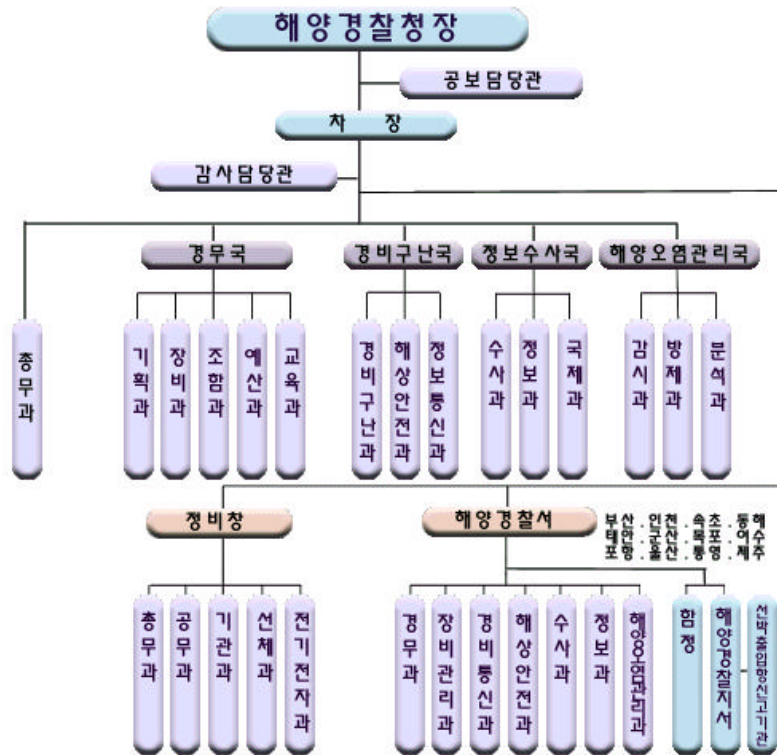 해양경찰청장
공보담당관
차 장
감사담당관
경무국
경비구난국
정보수사국
해양오염관리국
총무과
기획과
장비과
조함과
예산과
교육과
경비구난과
해상안전과
정보통신과
수사과
정보과
국제과
감시과
방제과
분석과
정비창
해양경찰서
부산 . 인천 . 속초 . 동해
태안 . 군산 . 목포 . 여수
포항 . 울산 . 통영 . 제주
총무과
공무과
기관과
선체과
전기전자과
경무과
장비관리과
경비통신과
해상안전과
수사과
정보과
해양오염관리과
함정
해양경찰지서
선박출입항신고기관